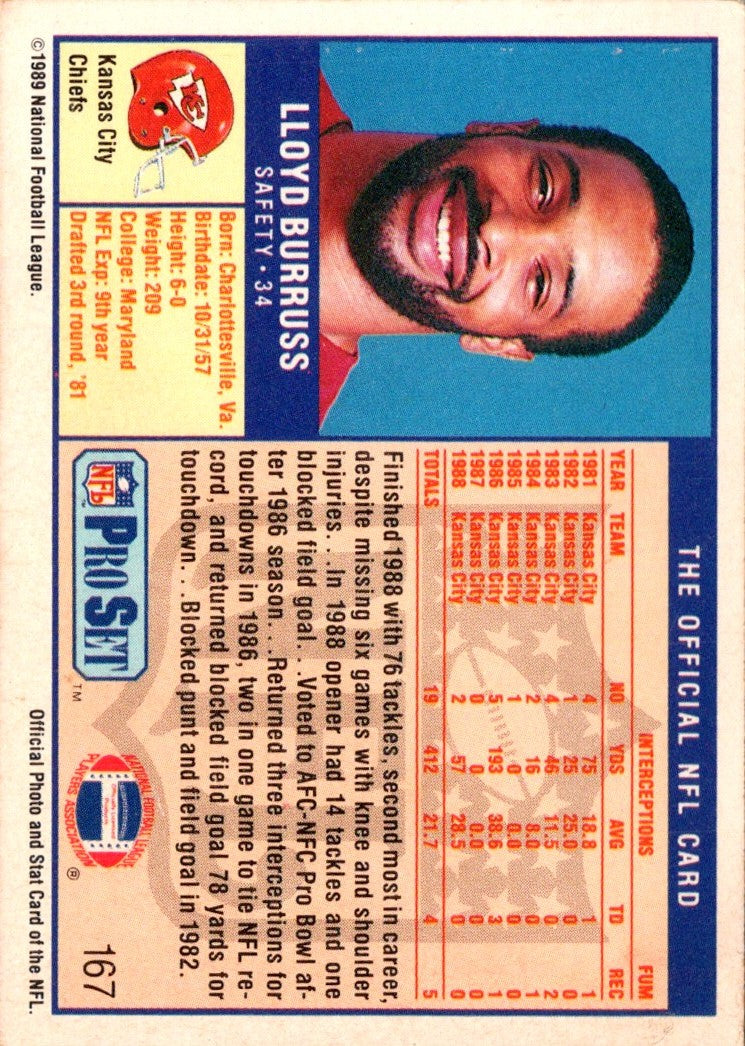 THE OFFICIAL NFL CARD
LLOYD BURRUSS
SAFETY • 34
Kansas City
Chiefs
Born: Charlottesville, Va.
Birthdate: 10/31/57
Height: 6-0
Weight: 209
College: Maryland
NFL Exp: 9th year
Drafted 3rd round, '81
INTERCEPTIONS FUM
YEAR TEAM NO YDS AVG TD REC
1981 Kansas City 4 75 18.8 1 1
1982 Kansas City 1 25 25.0 0 1
1983 Kansas City 4 46 11.5 0 2
1984 Kansas City 2 16 8.0 0 0
1985 Kansas City 1 0 0.0 0 0
1986 Kansas City 5 193 38.6 3 1
1987 Kansas City 0 0 0.0 0 0
1988 Kansas City 2 57 28.5 0 0
TOTALS 19 412 21.7 4 5
Finished 1988 with 76 tackles, second most in career,
despite missing six games with knee and shoulder
injuries. . .In 1988 opener had 14 tackles and one
blocked field goal. . .Voted to AFC-NFC Pro Bowl af-
ter 1986 season. . .Returned three interceptions for
touchdowns in 1986, two in one game to tie NFL re-
cord, and returned blocked field goal 78 yards for
touchdown. . .Blocked punt and field goal in 1982.
NFL PRO SET ™
NATIONAL FOOTBALL LEAGUE
PLAYERS ASSOCIATION ®
167
© 1989 National Football League.
Official Photo and Stat Card of the NFL.